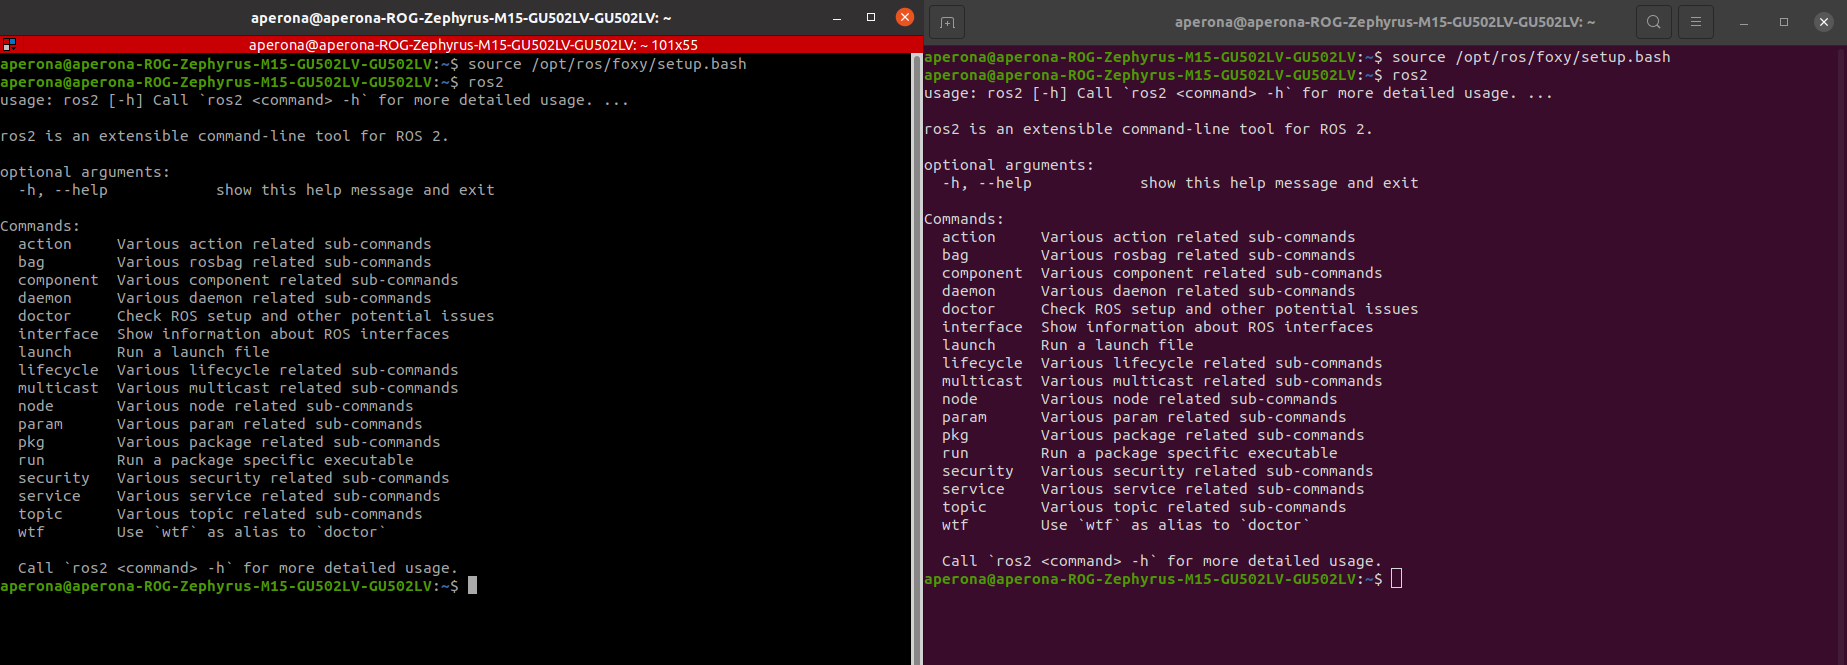 aperona@aperona-ROG-Zephyrus-M15-GU502LV-GU502LV: ~
aperona@aperona-ROG-Zephyrus-M15-GU502LV-GU502LV: ~ 101x55
aperona@aperona-ROG-Zephyrus-M15-GU502LV-GU502LV:~$ source /opt/ros/foxy/setup.bash
aperona@aperona-ROG-Zephyrus-M15-GU502LV-GU502LV:~$ ros2
usage: ros2 [-h] Call `ros2 <command> -h` for more detailed usage. ...
ros2 is an extensible command-line tool for ROS 2.
optional arguments:
  -h, --help            show this help message and exit
Commands:
  action     Various action related sub-commands
  bag        Various rosbag related sub-commands
  component  Various component related sub-commands
  daemon     Various daemon related sub-commands
  doctor     Check ROS setup and other potential issues
  interface  Show information about ROS interfaces
  launch     Run a launch file
  lifecycle  Various lifecycle related sub-commands
  multicast  Various multicast related sub-commands
  node       Various node related sub-commands
  param      Various param related sub-commands
  pkg        Various package related sub-commands
  run        Run a package specific executable
  security   Various security related sub-commands
  service    Various service related sub-commands
  topic      Various topic related sub-commands
  wtf        Use `wtf` as alias to `doctor`
  Call `ros2 <command> -h` for more detailed usage.
aperona@aperona-ROG-Zephyrus-M15-GU502LV-GU502LV:~$
aperona@aperona-ROG-Zephyrus-M15-GU502LV-GU502LV: ~
aperona@aperona-ROG-Zephyrus-M15-GU502LV-GU502LV:~$ source /opt/ros/foxy/setup.bash
aperona@aperona-ROG-Zephyrus-M15-GU502LV-GU502LV:~$ ros2
usage: ros2 [-h] Call `ros2 <command> -h` for more detailed usage. ...
ros2 is an extensible command-line tool for ROS 2.
optional arguments:
  -h, --help            show this help message and exit
Commands:
  action     Various action related sub-commands
  bag        Various rosbag related sub-commands
  component  Various component related sub-commands
  daemon     Various daemon related sub-commands
  doctor     Check ROS setup and other potential issues
  interface  Show information about ROS interfaces
  launch     Run a launch file
  lifecycle  Various lifecycle related sub-commands
  multicast  Various multicast related sub-commands
  node       Various node related sub-commands
  param      Various param related sub-commands
  pkg        Various package related sub-commands
  run        Run a package specific executable
  security   Various security related sub-commands
  service    Various service related sub-commands
  topic      Various topic related sub-commands
  wtf        Use `wtf` as alias to `doctor`
  Call `ros2 <command> -h` for more detailed usage.
aperona@aperona-ROG-Zephyrus-M15-GU502LV-GU502LV:~$